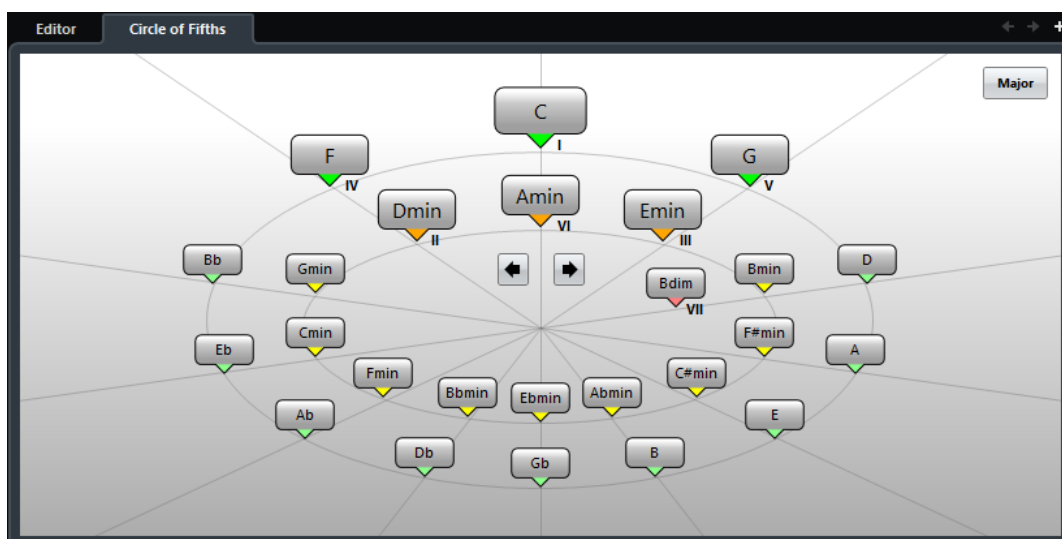 Editor
Circle of Fifths
Major
C
I
F
IV
G
V
Amin
VI
Dmin
II
Emin
III
Bb
Gmin
Bdim
VII
Bmin
D
Eb
Cmin
F#min
A
Fmin
C#min
Bbmin
Ebmin
Abmin
Ab
E
Db
Gb
B